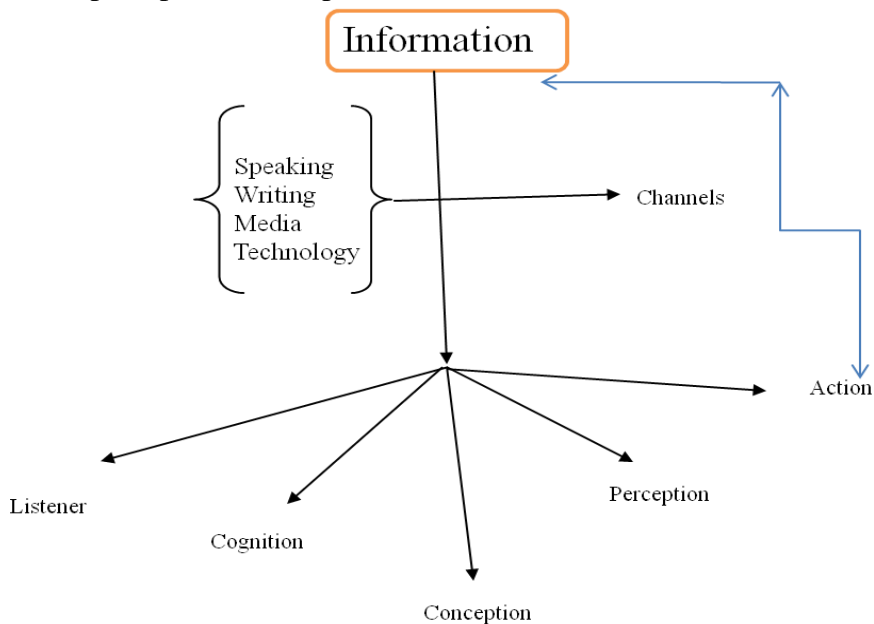 Information
Speaking
Writing
Media
Technology
Channels
Action
Perception
Listener
Cognition
Conception